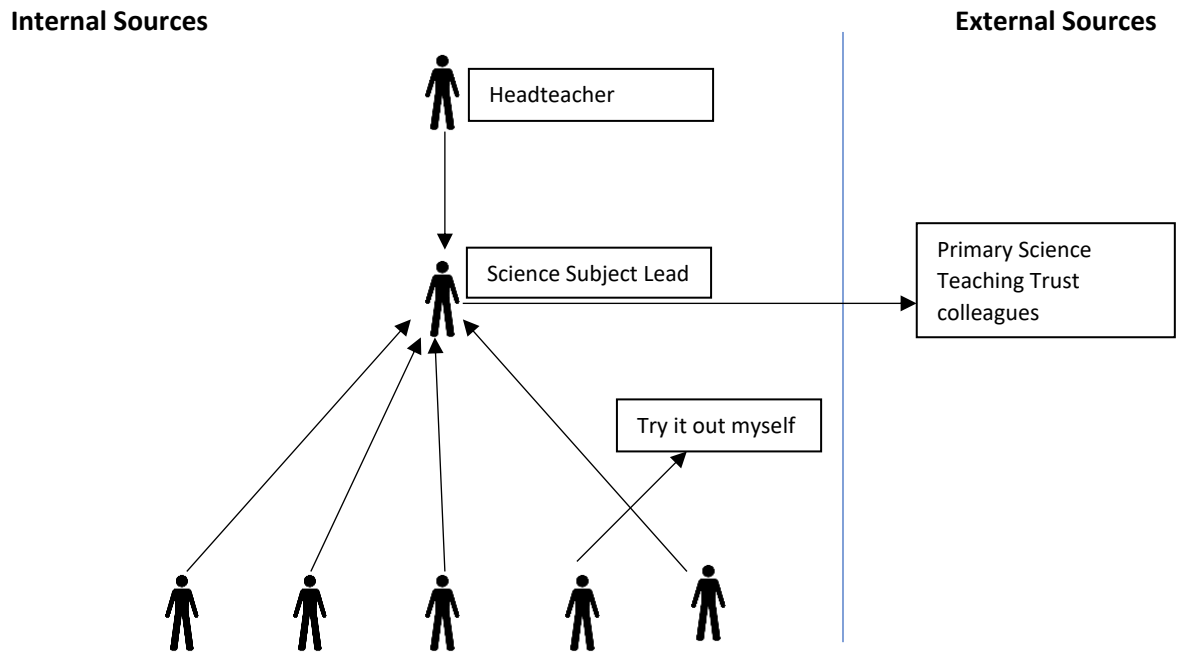 Internal Sources
External Sources
Headteacher
Science Subject Lead
Primary Science
Teaching Trust
colleagues
Try it out myself